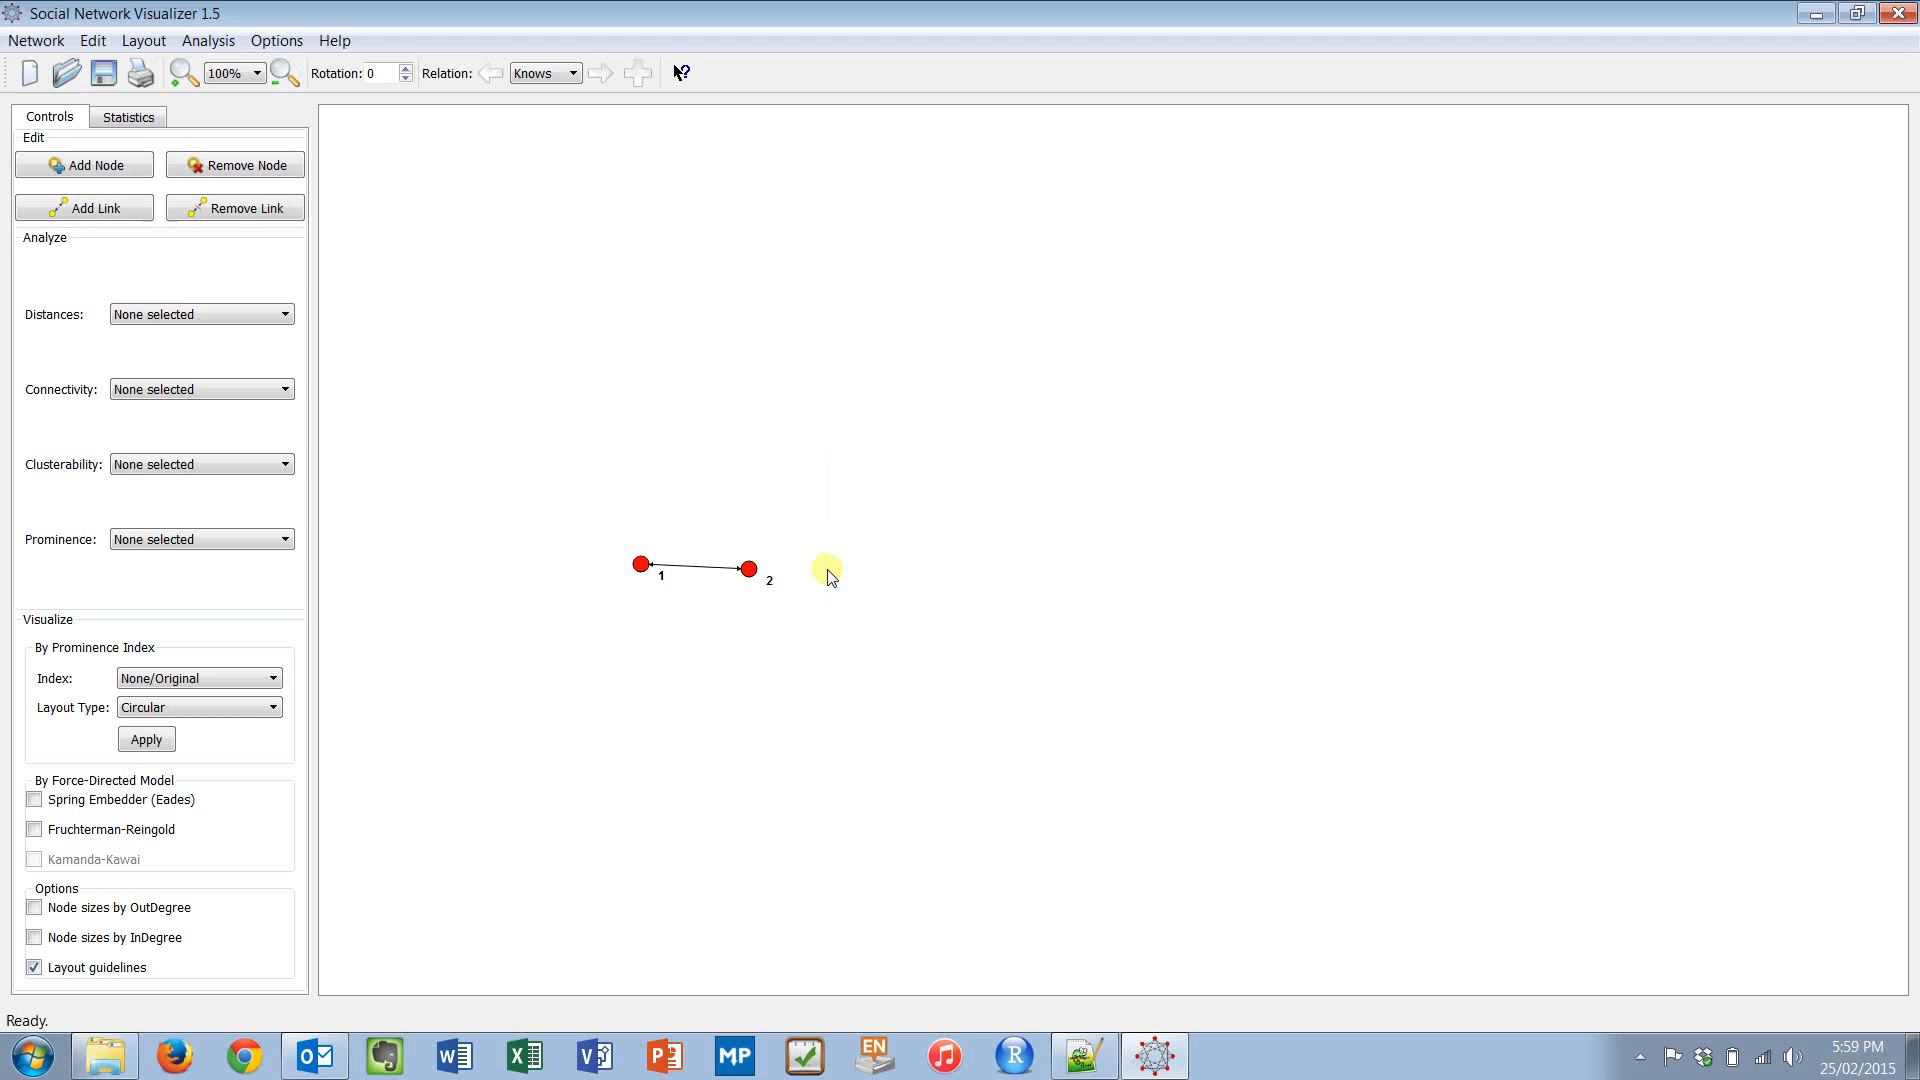 Social Network Visualizer 1.5
Network Edit Layout Analysis Options Help
100% Rotation: 0 Relation: Knows ?
Controls Statistics
Edit
Add Node Remove Node
Add Link Remove Link
Analyze
Distances: None selected
Connectivity: None selected
Clusterability: None selected
Prominence: None selected
1
2
Visualize
By Prominence Index
Index: None/Original
Layout Type: Circular
Apply
By Force-Directed Model
Spring Embedder (Eades)
Fruchterman-Reingold
Kamanda-Kawai
Options
Node sizes by OutDegree
Node sizes by InDegree
Layout guidelines
Ready.
EN
MP
R
5:59 PM
25/02/2015